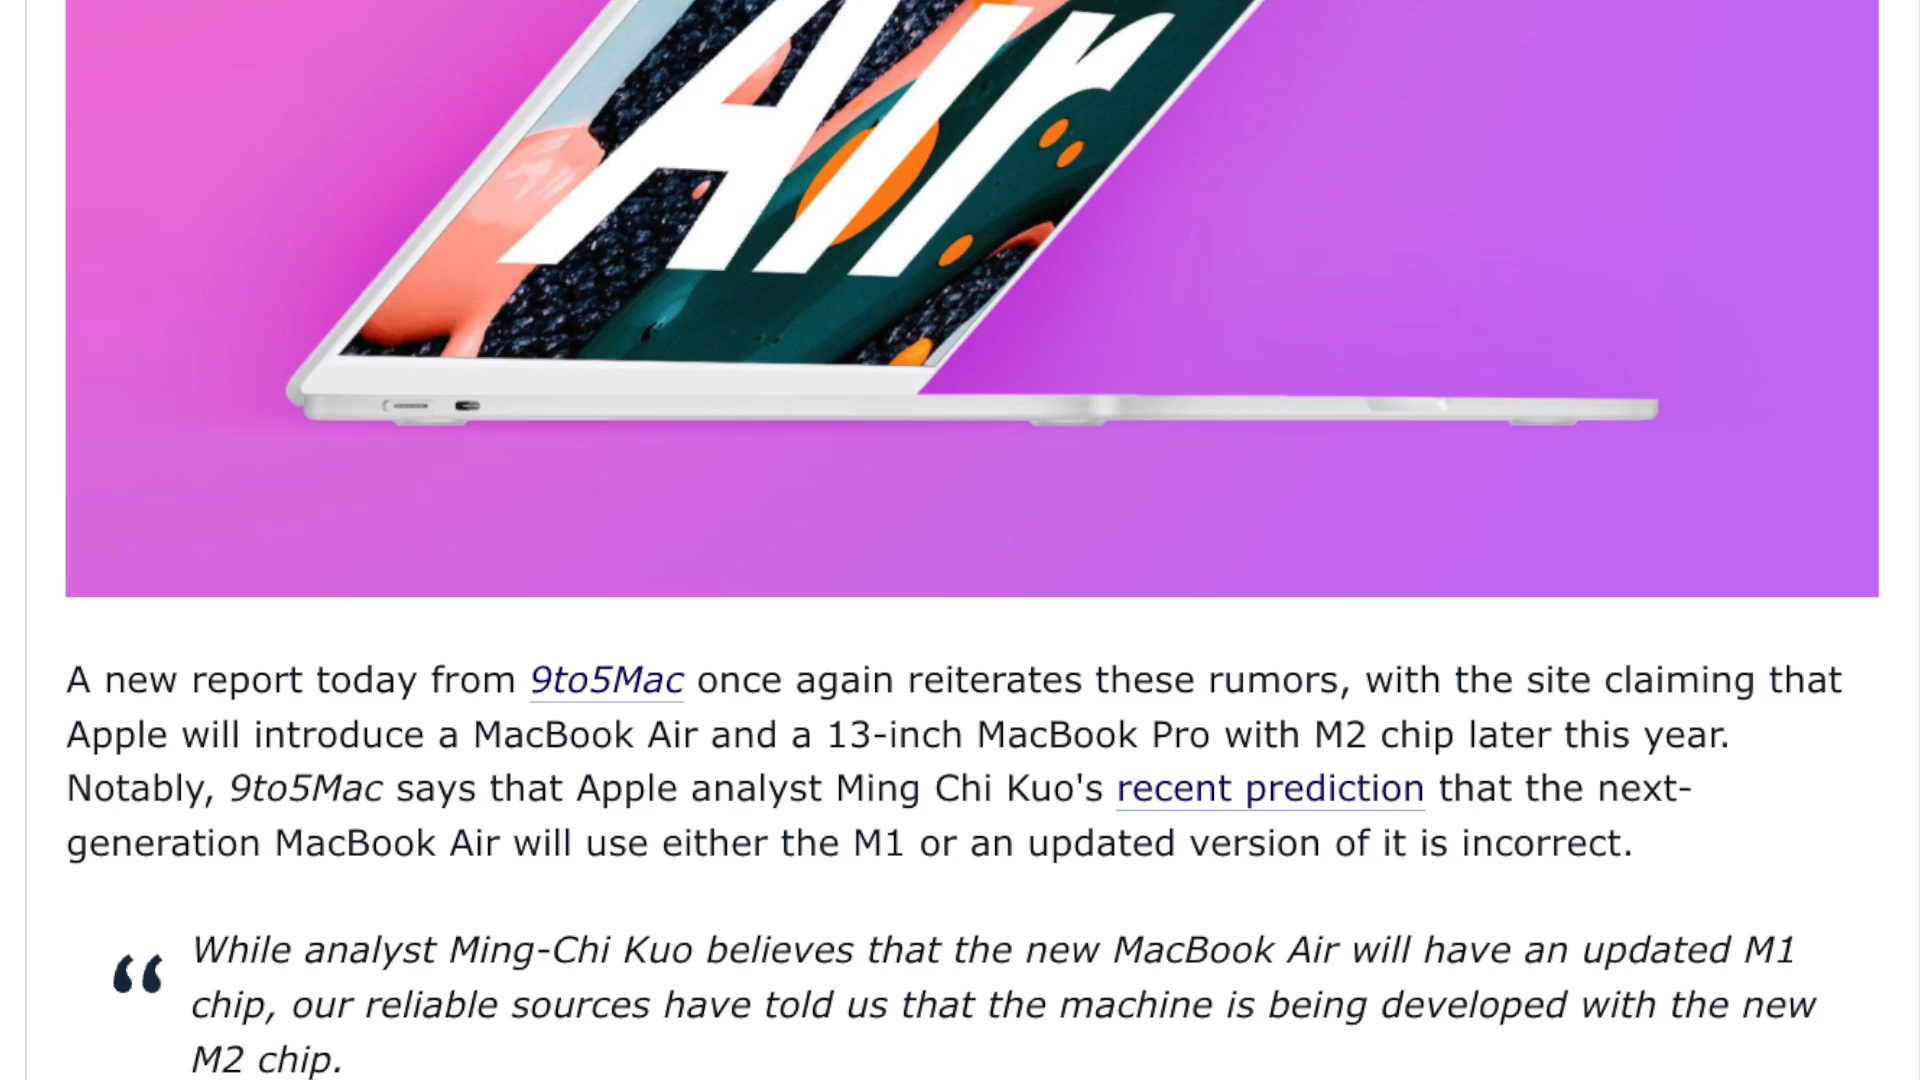 Air
A new report today from 9to5Mac once again reiterates these rumors, with the site claiming that
Apple will introduce a MacBook Air and a 13-inch MacBook Pro with M2 chip later this year.
Notably, 9to5Mac says that Apple analyst Ming Chi Kuo's recent prediction that the next-
generation MacBook Air will use either the M1 or an updated version of it is incorrect.
“ While analyst Ming-Chi Kuo believes that the new MacBook Air will have an updated M1
chip, our reliable sources have told us that the machine is being developed with the new
M2 chip.